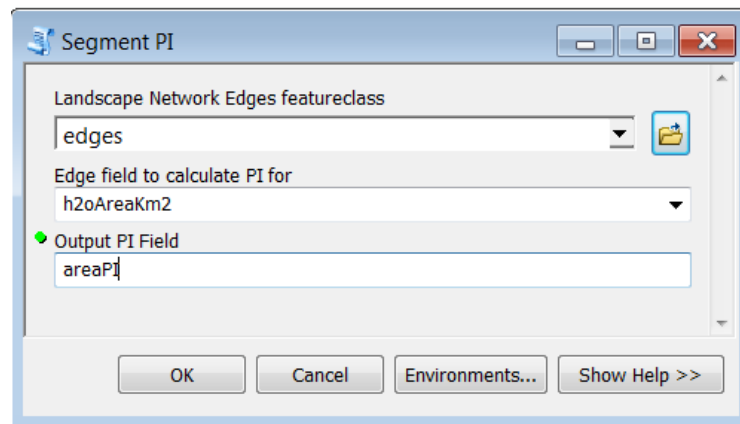 Segment PI
Landscape Network Edges featureclass
edges
Edge field to calculate PI for
h2oAreaKm2
Output PI Field
areaPI
OK Cancel Environments... Show Help >>